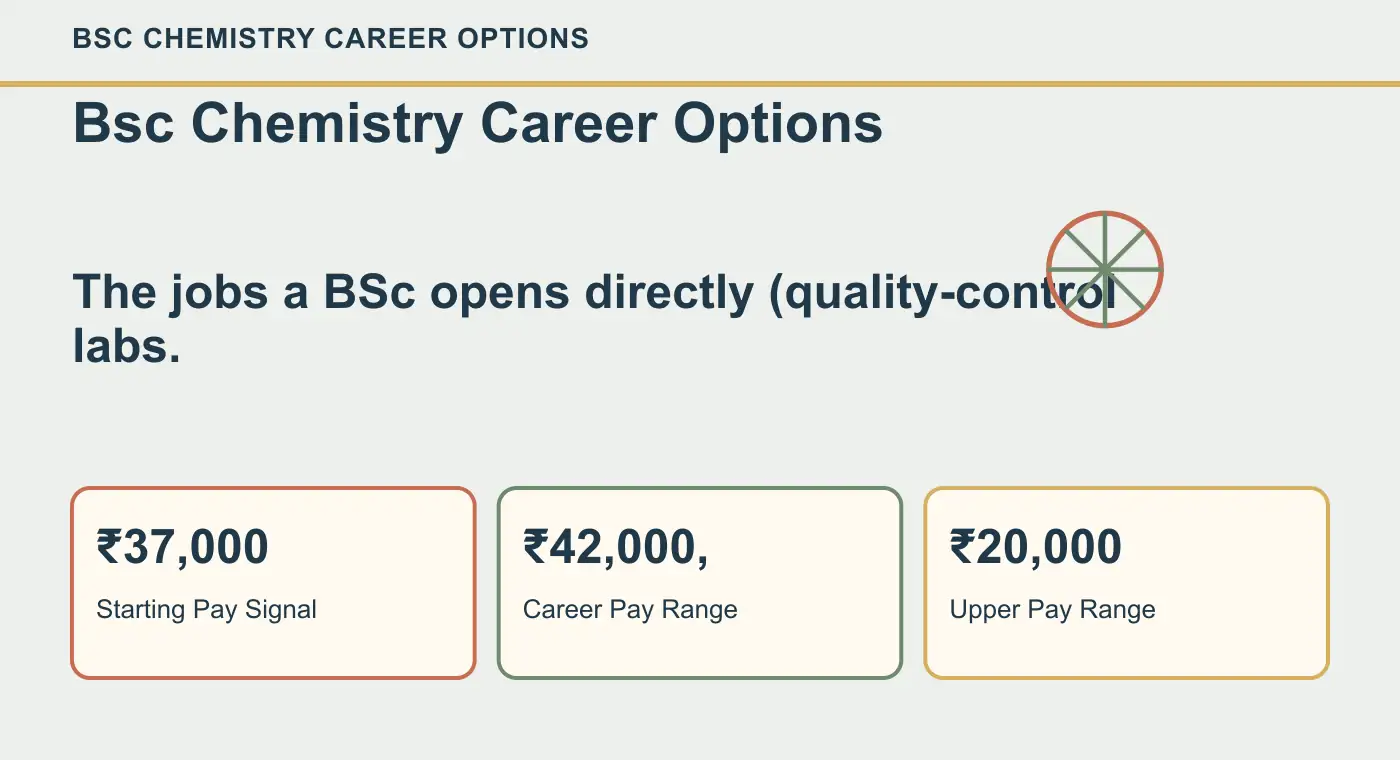 BSC CHEMISTRY CAREER OPTIONS
Bsc Chemistry Career Options
The jobs a BSc opens directly (quality-control
labs.
₹37,000
Starting Pay Signal
₹42,000,
Career Pay Range
₹20,000
Upper Pay Range